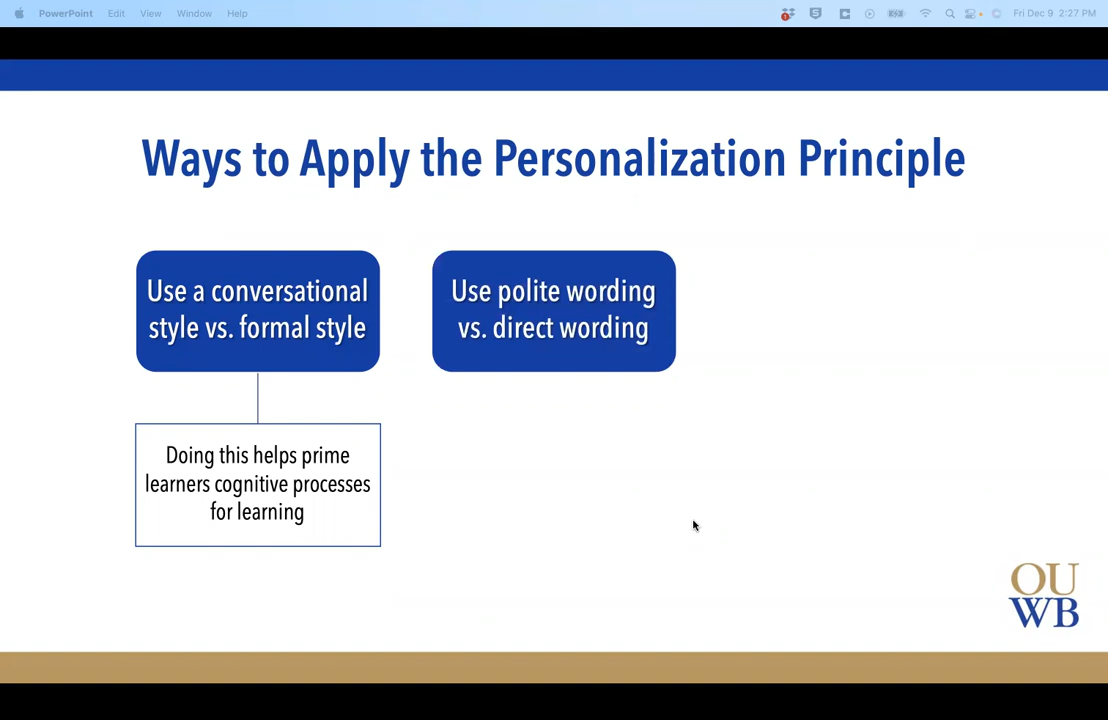 PowerPoint Edit View Window Help Fri Dec 9 2:27 PM
Ways to Apply the Personalization Principle
Use a conversational
style vs. formal style
Use polite wording
vs. direct wording
Doing this helps prime
learners cognitive processes
for learning
OU
WB